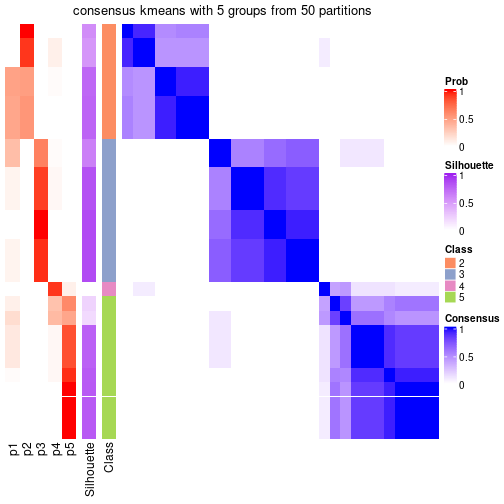 consensus kmeans with 5 groups from 50 partitions
Prob
1
0.5
0
Silhouette
1
0.5
0
Class
2
3
4
5
Consensus
1
0.5
0
p1
p2
p3
p4
p5
Silhouette
Class